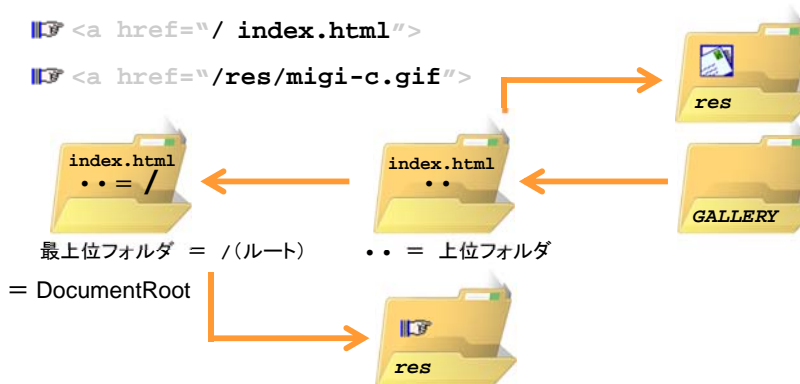 <a href="/ index.html">
<a href="/res/migi-c.gif">
res
index.html
・・= /
index.html
・・
GALLERY
最上位フォルダ = /(ルート)
・・ = 上位フォルダ
= DocumentRoot
res